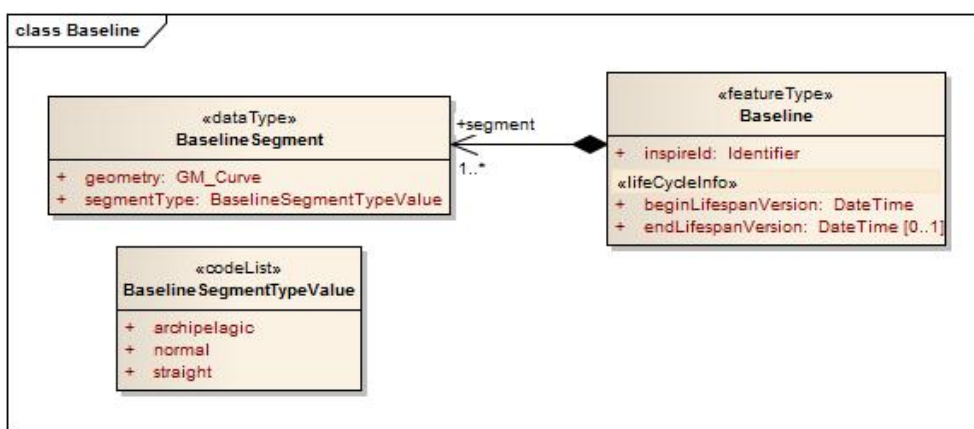 class Baseline
«dataType»
BaselineSegment
+ geometry: GM_Curve
+ segmentType: BaselineSegmentTypeValue
+segment
1..*
«featureType»
Baseline
+ inspireId: Identifier
«lifeCycleInfo»
+ beginLifespanVersion: DateTime
+ endLifespanVersion: DateTime [0..1]
«codeList»
BaselineSegmentTypeValue
+ archipelagic
+ normal
+ straight